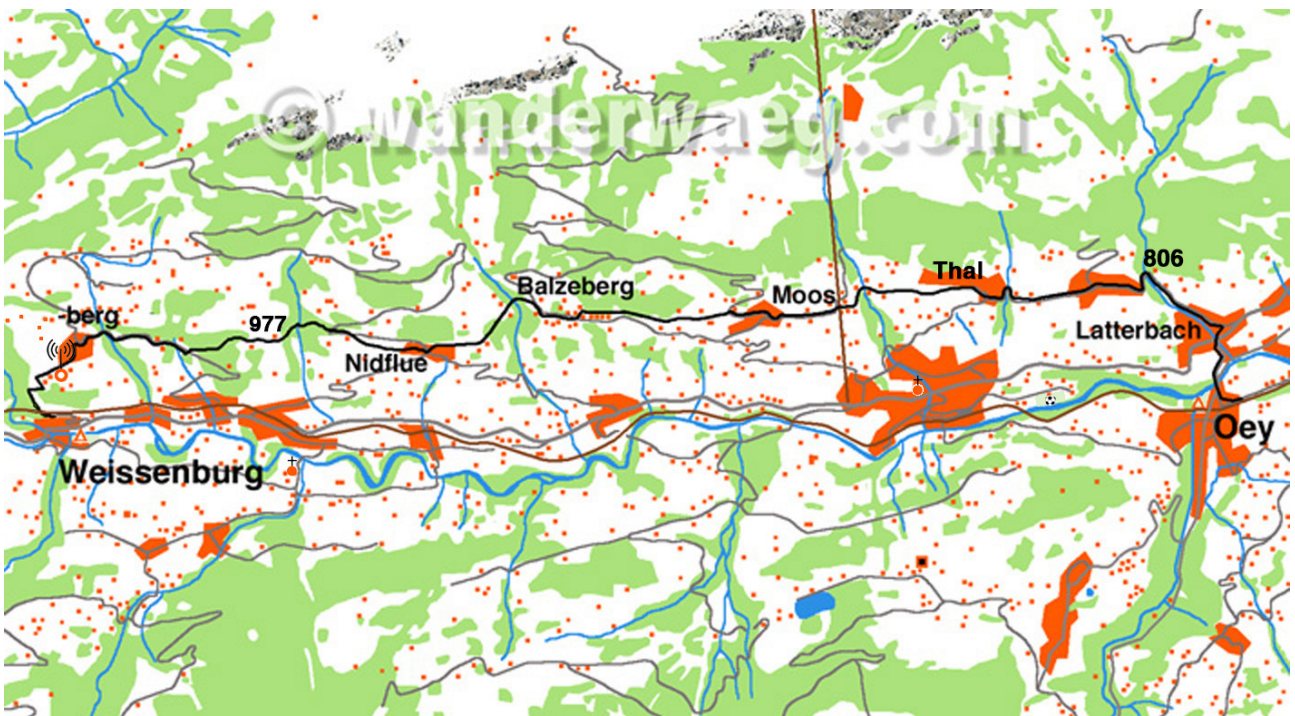 © wanderwaeg.com
806
Thal
Balzeberg
Moos
-berg
977
Latterbach
Nidflue
Oey
Weissenburg